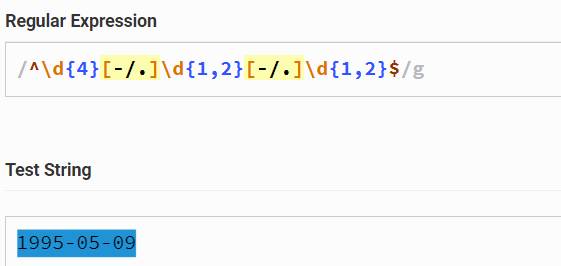 Regular Expression
/^\d{4}[-/.]\d{1,2}[-/.]\d{1,2}$/g
Test String
1995-05-09